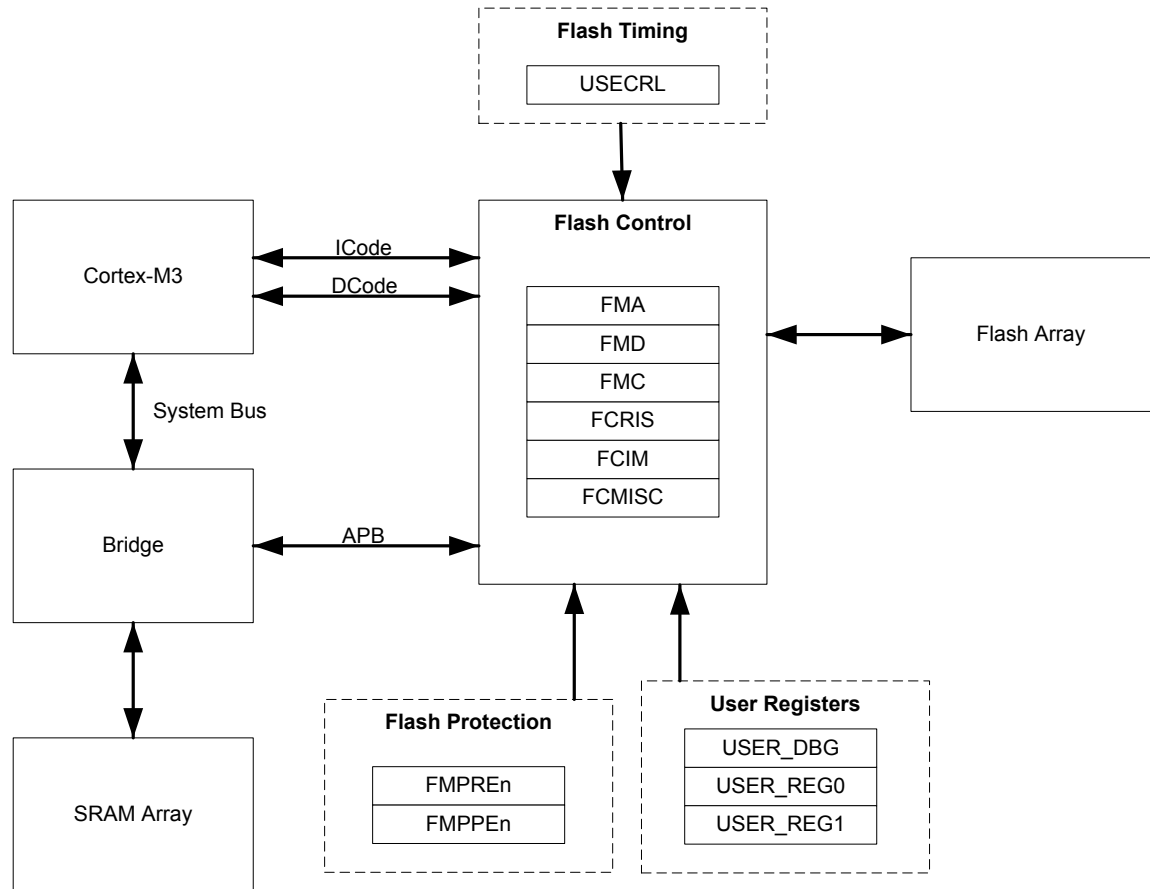 Flash Timing
USECRL
Cortex-M3
ICode
DCode
System Bus
Bridge
APB
SRAM Array
Flash Control
FMA
FMD
FMC
FCRIS
FCIM
FCMISC
Flash Array
Flash Protection
FMPREn
FMPPEn
User Registers
USER_DBG
USER_REG0
USER_REG1